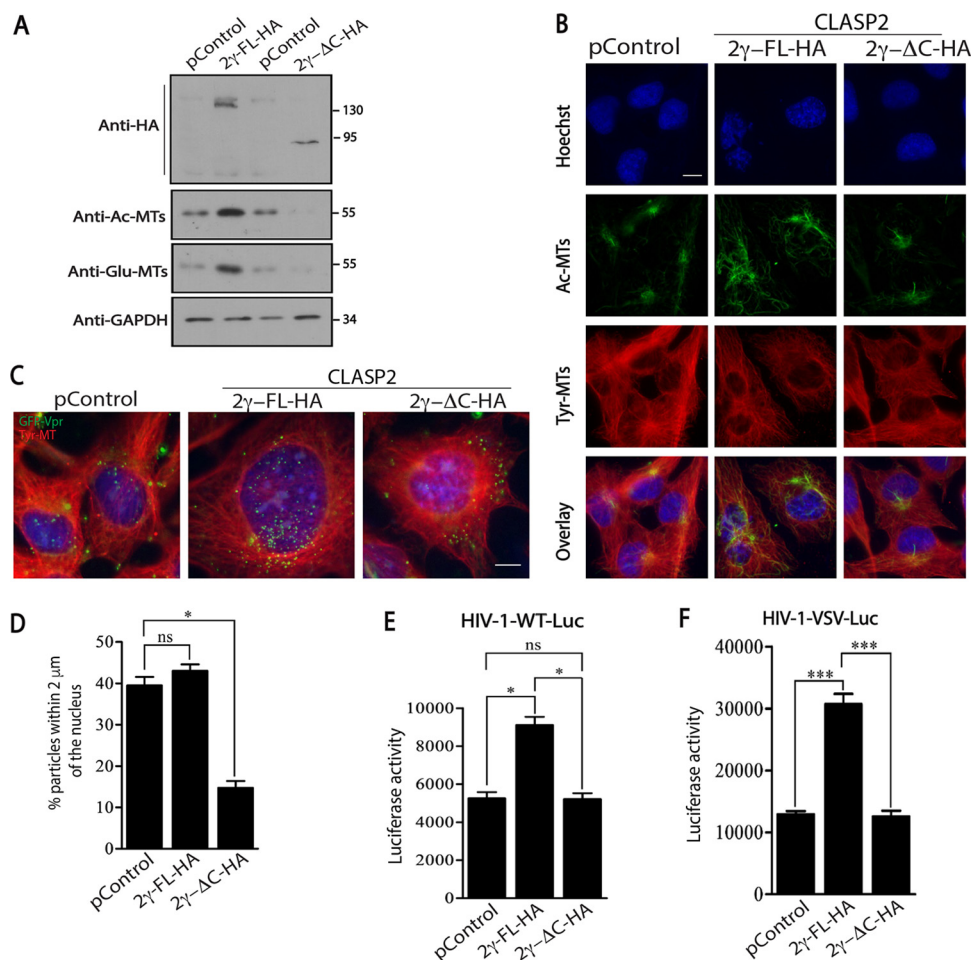 A
pControl
2γ-FL-HA
pControl
2γ-ΔC-HA
Anti-HA
130
95
Anti-Ac-MTs
55
Anti-Glu-MTs
55
Anti-GAPDH
34
B
CLASP2
pControl
2γ–FL-HA
2γ–ΔC-HA
Hoechst
Ac-MTs
Tyr-MTs
Overlay
C
CLASP2
pControl
2γ–FL-HA
2γ–ΔC-HA
GFP-Vpr
Tyr-MT
D
*
ns
50
40
30
20
10
0
% particles within 2 μm
of the nucleus
pControl
2γ-FL-HA
2γ–ΔC-HA
E
HIV-1-WT-Luc
ns
*
*
10000
8000
6000
4000
2000
0
Luciferase activity
pControl
2γ-FL-HA
2γ–ΔC-HA
F
HIV-1-VSV-Luc
***
***
40000
30000
20000
10000
0
Luciferase activity
pControl
2γ-FL-HA
2γ–ΔC-HA